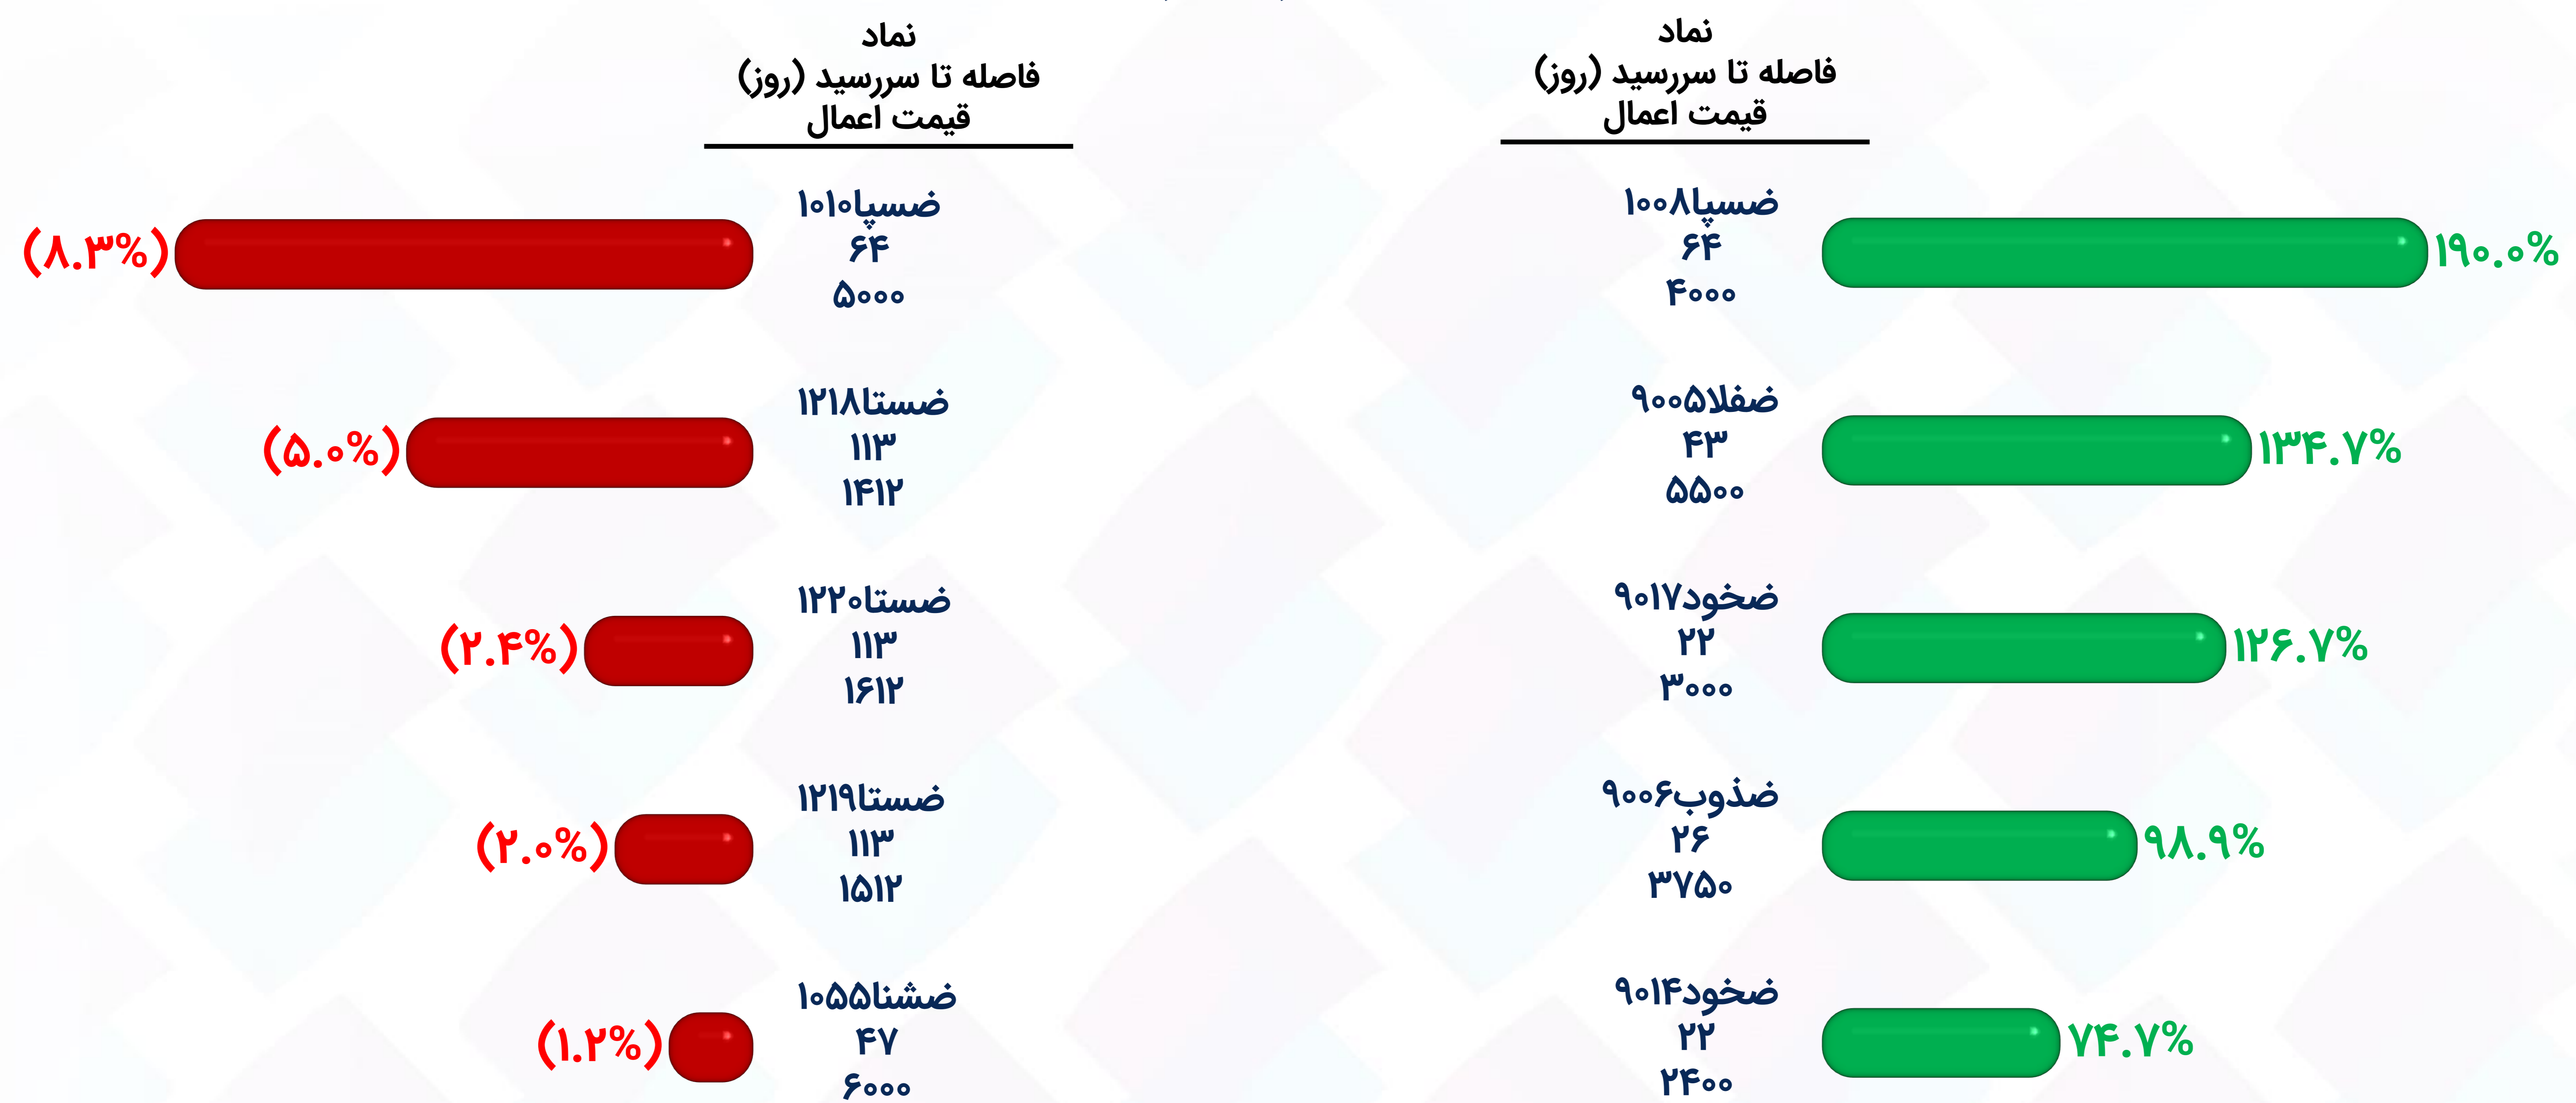 نماد
فاصله تا سررسید (روز)
قیمت اعمال
ضسپا۱۰۰۸
۶۴
۴۰۰۰
۱۹۰.۰%
ضفلا۹۰۰۵
۴۳
۵۵۰۰
۱۳۴.۷%
ضخود۹۰۱۷
۲۲
۳۰۰۰
۱۲۶.۷%
ضذوب۹۰۰۶
۲۶
۳۷۵۰
۹۸.۹%
ضخود۹۰۱۴
۲۲
۲۴۰۰
۷۴.۷%
نماد
فاصله تا سررسید (روز)
قیمت اعمال
ضسپا۱۰۱۰
۶۴
۵۰۰۰
(۸.۳%)
ضستا۱۲۱۸
۱۱۳
۱۴۱۲
(۵.۰%)
ضستا۱۲۲۰
۱۱۳
۱۶۱۲
(۲.۴%)
ضستا۱۲۱۹
۱۱۳
۱۵۱۲
(۲.۰%)
ضشنا۱۰۵۵
۴۷
۶۰۰۰
(۱.۲%)